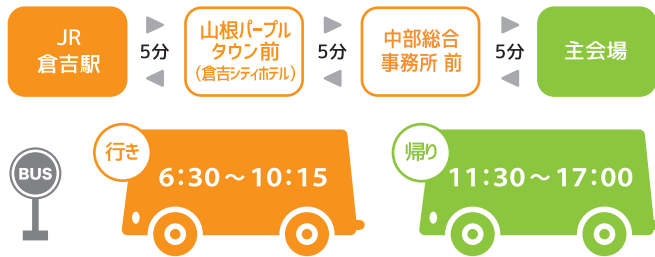 JR
倉吉駅
5分
山根パープル
タウン前
(倉吉シティホテル)
5分
中部総合
事務所 前
5分
主会場
BUS
行き
6:30~10:15
帰り
11:30~17:00